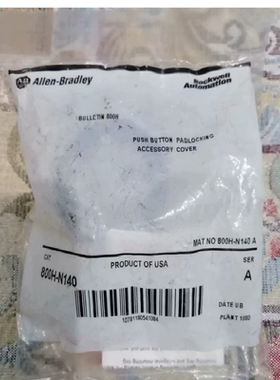 AB Allen-Bradley
Rockwell
Automation
BULLETIN 800H
PUSH BUTTON PADLOCKING
ACCESSORY COVER
MAT NO 800H-N140 A
CAT
PRODUCT OF USA
SER
800H-N140
A
DATE UB
PLANT